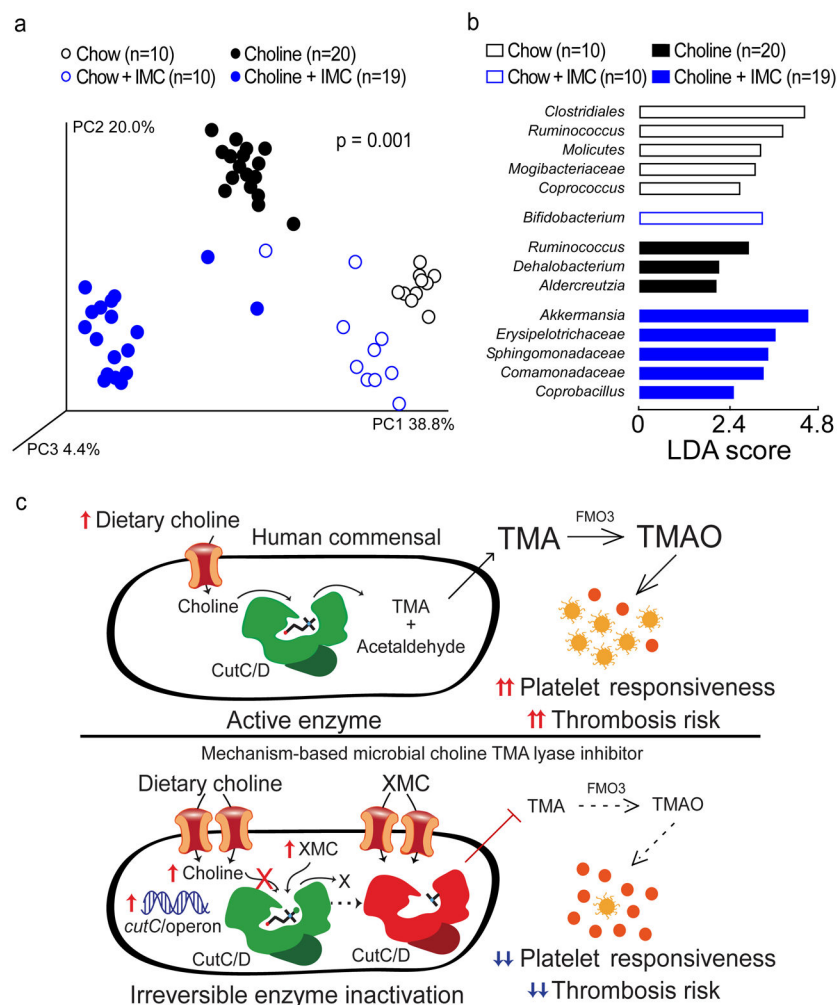 a
Chow (n=10)
Choline (n=20)
Chow + IMC (n=10)
Choline + IMC (n=19)
PC2 20.0%
p = 0.001
PC1 38.8%
PC3 4.4%
b
Chow (n=10)
Choline (n=20)
Chow + IMC (n=10)
Choline + IMC (n=19)
Clostridiales
Ruminococcus
Molicutes
Mogibacteriaceae
Coprococcus
Bifidobacterium
Ruminococcus
Dehalobacterium
Aldercreutzia
Akkermansia
Erysipelotrichaceae
Sphingomonadaceae
Comamonadaceae
Coprobacillus
0 2.4 4.8
LDA score
c
↑ Dietary choline
Human commensal
Choline
CutC/D
TMA
+
Acetaldehyde
Active enzyme
TMA
FMO3
TMAO
↑↑ Platelet responsiveness
↑↑ Thrombosis risk
Mechanism-based microbial choline TMA lyase inhibitor
Dietary choline
XMC
↑ Choline
X
↑ XMC
X
↑
cutC/operon
CutC/D
CutC/D
Irreversible enzyme inactivation
TMA
FMO3
TMAO
↓↓ Platelet responsiveness
↓↓ Thrombosis risk